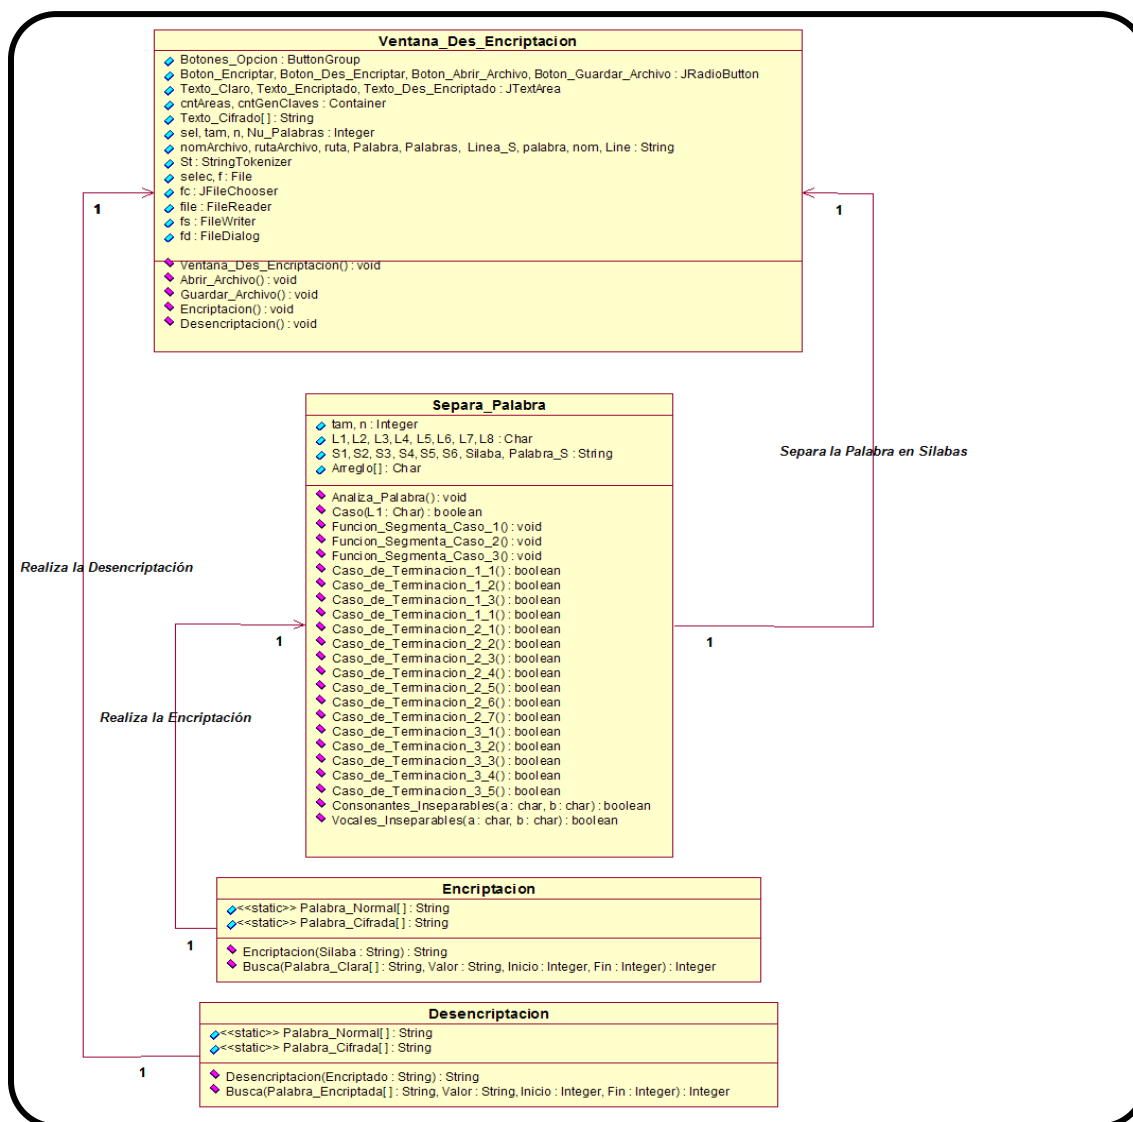 Ventana_Des_Encriptacion
Botones_Opcion : ButtonGroup
Boton_Encriptar, Boton_Des_Encriptar, Boton_Abrir_Archivo, Boton_Guardar_Archivo : JRadioButton
Texto_Claro, Texto_Encriptado, Texto_Des_Encriptado : JTextArea
cntAreas, cntGenClaves : Container
Texto_Cifrado[ ] : String
sel, tam, n, Nu_Palabras : Integer
nomArchivo, rutaArchivo, ruta, Palabra, Palabras, Linea_S, palabra, nom, Line : String
St : StringTokenizer
selec, f : File
fc : JFileChooser
file : FileReader
fs : FileWriter
fd : FileDialog
Ventana_Des_Encriptacion() : void
Abrir_Archivo() : void
Guardar_Archivo() : void
Encriptacion() : void
Desencriptacion() : void
1
1
Separa_Palabra
tam, n : Integer
L1, L2, L3, L4, L5, L6, L7, L8 : Char
S1, S2, S3, S4, S5, S6, Silaba, Palabra_S : String
Arreglo[] : Char
Analiza_Palabra() : void
Caso(L1 : Char) : boolean
Funcion_Segmenta_Caso_1() : void
Funcion_Segmenta_Caso_2() : void
Funcion_Segmenta_Caso_3() : void
Caso_de_Terminacion_1_1() : boolean
Caso_de_Terminacion_1_2() : boolean
Caso_de_Terminacion_1_3() : boolean
Caso_de_Terminacion_1_1() : boolean
Caso_de_Terminacion_2_1() : boolean
Caso_de_Terminacion_2_2() : boolean
Caso_de_Terminacion_2_3() : boolean
Caso_de_Terminacion_2_4() : boolean
Caso_de_Terminacion_2_5() : boolean
Caso_de_Terminacion_2_6() : boolean
Caso_de_Terminacion_2_7() : boolean
Caso_de_Terminacion_3_1() : boolean
Caso_de_Terminacion_3_2() : boolean
Caso_de_Terminacion_3_3() : boolean
Caso_de_Terminacion_3_4() : boolean
Caso_de_Terminacion_3_5() : boolean
Consonantes_Inseparables(a : char, b : char) : boolean
Vocales_Inseparables(a : char, b : char) : boolean
Separa la Palabra en Silabas
Realiza la Desencriptación
1
1
Realiza la Encriptación
Encriptacion
<<static>> Palabra_Normal[ ] : String
<<static>> Palabra_Cifrada[ ] : String
Encriptacion(Silaba : String) : String
Busca(Palabra_Clara[ ] : String, Valor : String, Inicio : Integer, Fin : Integer) : Integer
1
Desencriptacion
<<static>> Palabra_Normal[ ] : String
<<static>> Palabra_Cifrada[ ] : String
Desencriptacion(Encriptado : String) : String
Busca(Palabra_Encriptada[ ] : String, Valor : String, Inicio : Integer, Fin : Integer) : Integer
1